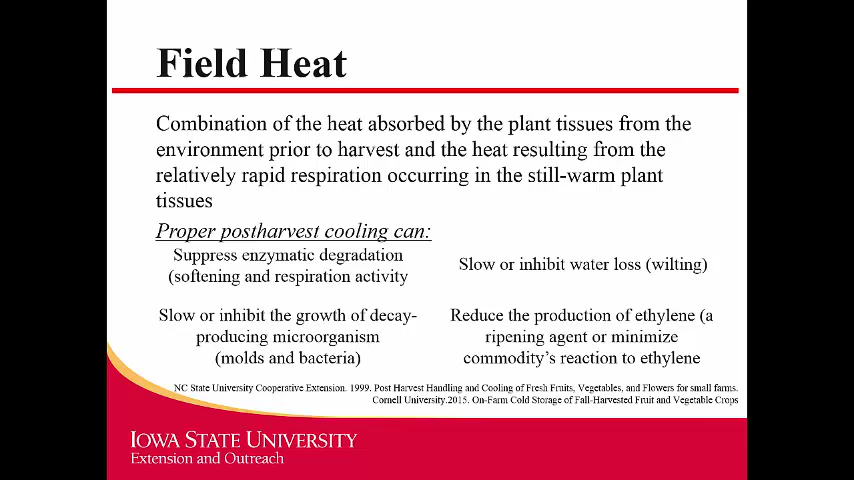 Field Heat
Combination of the heat absorbed by the plant tissues from the
environment prior to harvest and the heat resulting from the
relatively rapid respiration occurring in the still-warm plant
tissues
Proper postharvest cooling can:
Suppress enzymatic degradation
(softening and respiration activity
Slow or inhibit water loss (wilting)
Slow or inhibit the growth of decay-
producing microorganism
(molds and bacteria)
Reduce the production of ethylene (a
ripening agent or minimize
commodity's reaction to ethylene
NC State University Cooperative Extension. 1999. Post Harvest Handling and Cooling of Fresh Fruits, Vegetables, and Flowers for small farms.
Cornell University.2015. On-Farm Cold Storage of Fall-Harvested Fruit and Vegetable Crops
IOWA STATE UNIVERSITY
Extension and Outreach